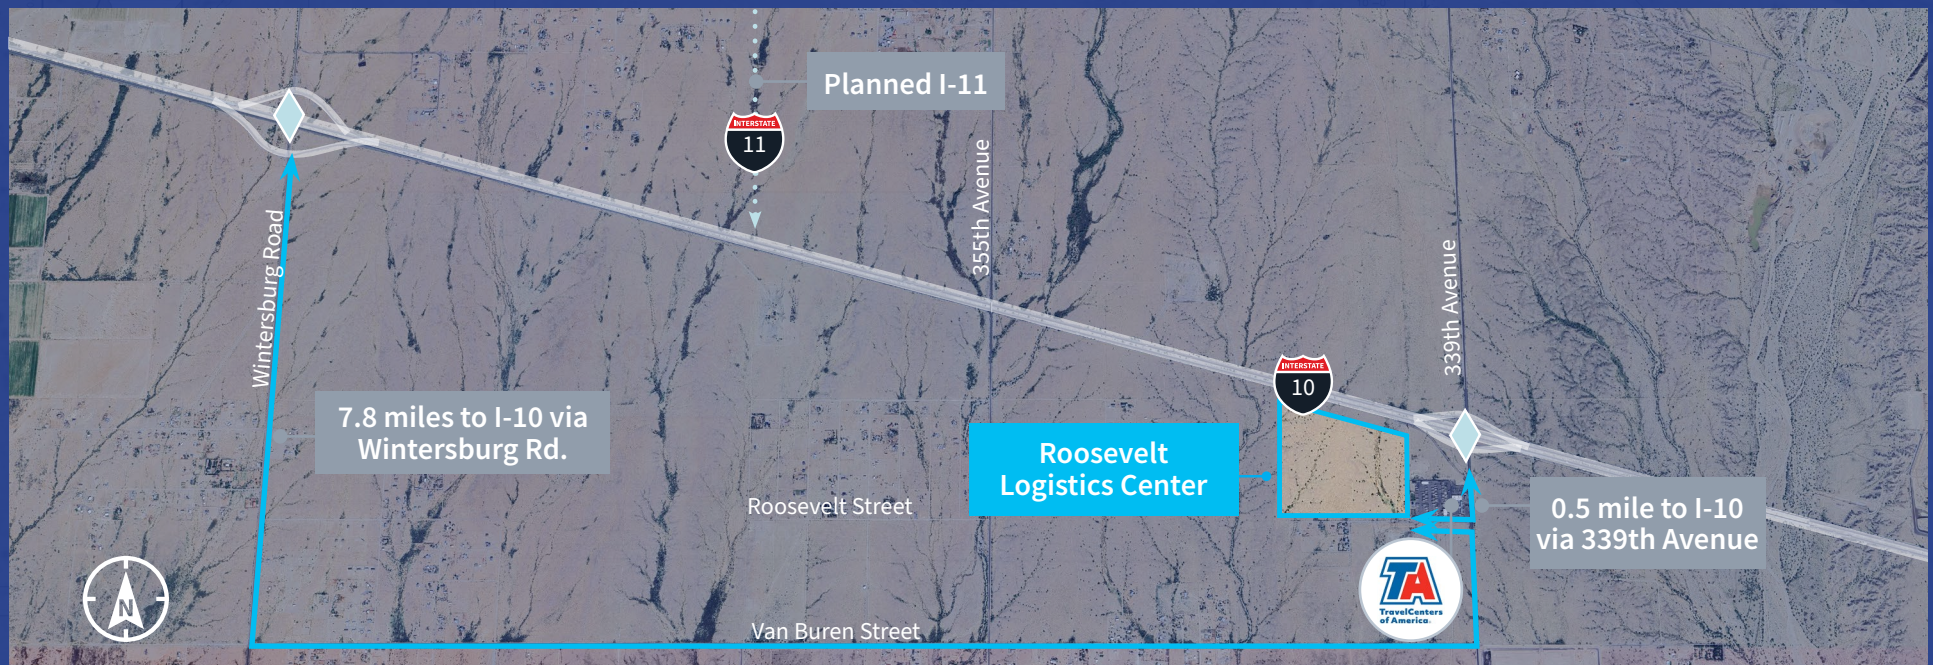 Planned I-11
INTERSTATE
11
355th Avenue
Wintersburg Road
339th Avenue
INTERSTATE
10
7.8 miles to I-10 via
Wintersburg Rd.
Roosevelt
Logistics Center
Roosevelt Street
0.5 mile to I-10
via 339th Avenue
TA
TravelCenters
of America.
N
Van Buren Street